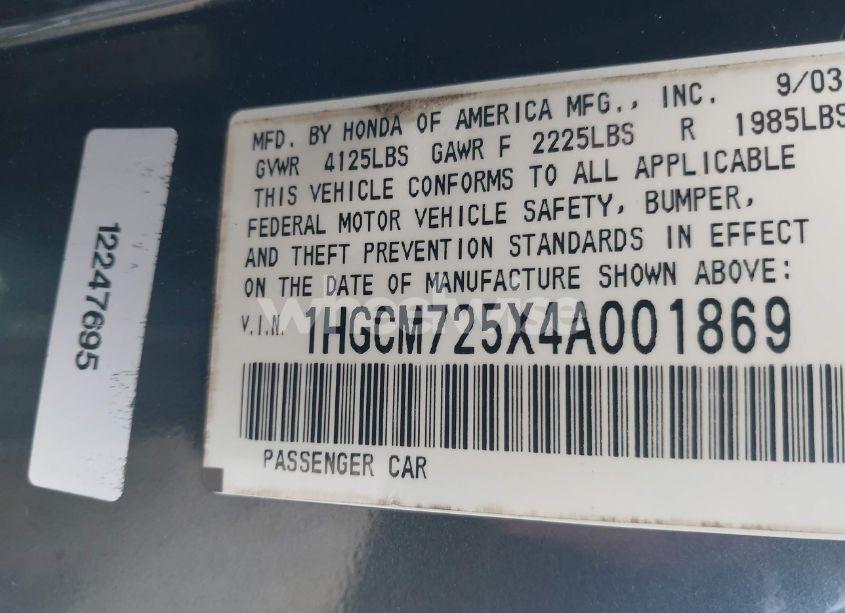 MFD. BY HONDA OF AMERICA MFG., INC. 9/03
GVWR 4125LBS GAWR F 2225LBS R 1985LBS
THIS VEHICLE CONFORMS TO ALL APPLICABLE
FEDERAL MOTOR VEHICLE SAFETY, BUMPER,
AND THEFT PREVENTION STANDARDS IN EFFECT
ON THE DATE OF MANUFACTURE SHOWN ABOVE:
V.I.N. 1HGCM725X4A001869
PASSENGER CAR
12247695
wheelwise